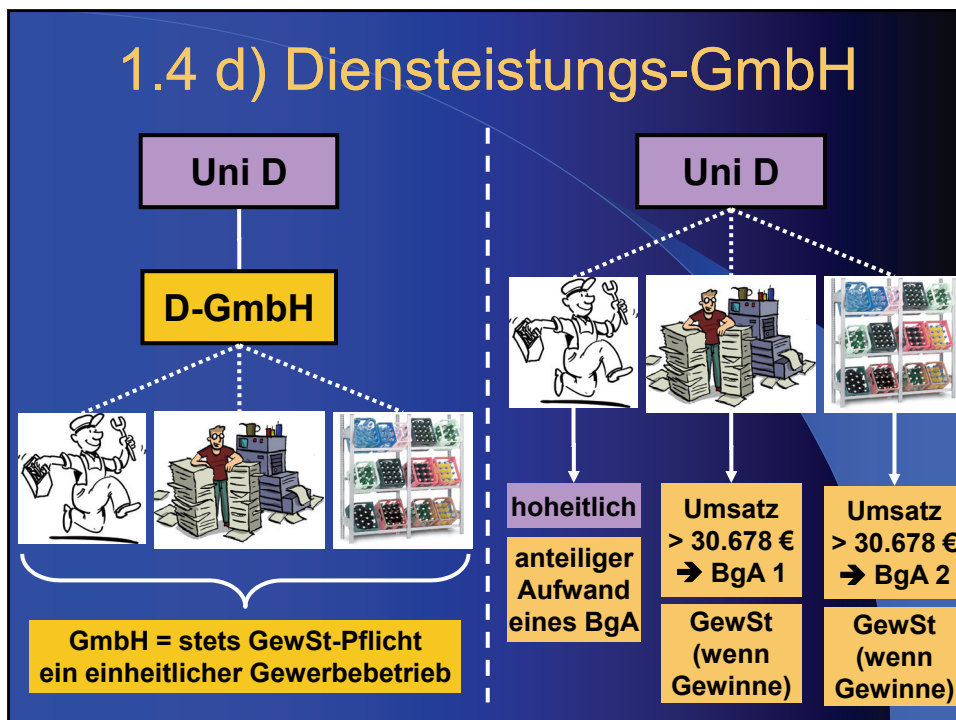 1.4 d) Diensteistungs-GmbH
Uni D
D-GmbH
GmbH = stets GewSt-Pflicht
ein einheitlicher Gewerbebetrieb
Uni D
hoheitlich
anteiliger
Aufwand
eines BgA
Umsatz
> 30.678 €
➔ BgA 1
GewSt
(wenn
Gewinne)
Umsatz
> 30.678 €
➔ BgA 2
GewSt
(wenn
Gewinne)